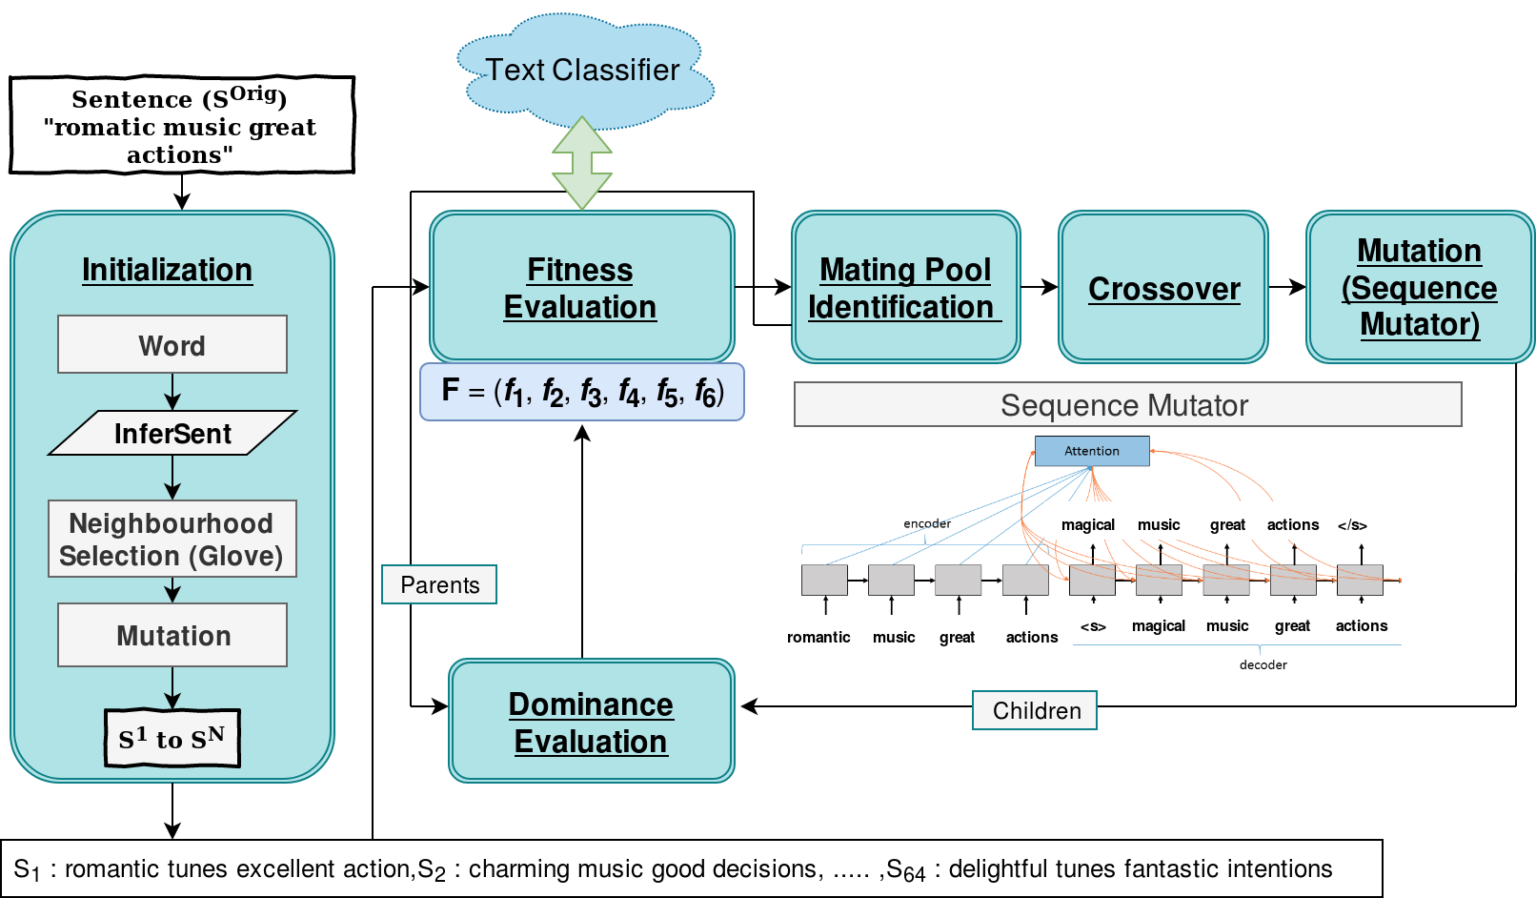 Text Classifier
Sentence (S^Orig)
"romatic music great
actions"
Initialization
Word
InferSent
Neighbourhood
Selection (Glove)
Mutation
S^1 to S^N
Fitness
Evaluation
F = (f_1, f_2, f_3, f_4, f_5, f_6)
Mating Pool
Identification
Crossover
Mutation
(Sequence
Mutator)
Sequence Mutator
Attention
encoder
magical music great actions </s>
romantic music great actions <s> magical music great actions
decoder
Parents
Dominance
Evaluation
Children
S_1 : romantic tunes excellent action,S_2 : charming music good decisions, ..... ,S_64 : delightful tunes fantastic intentions